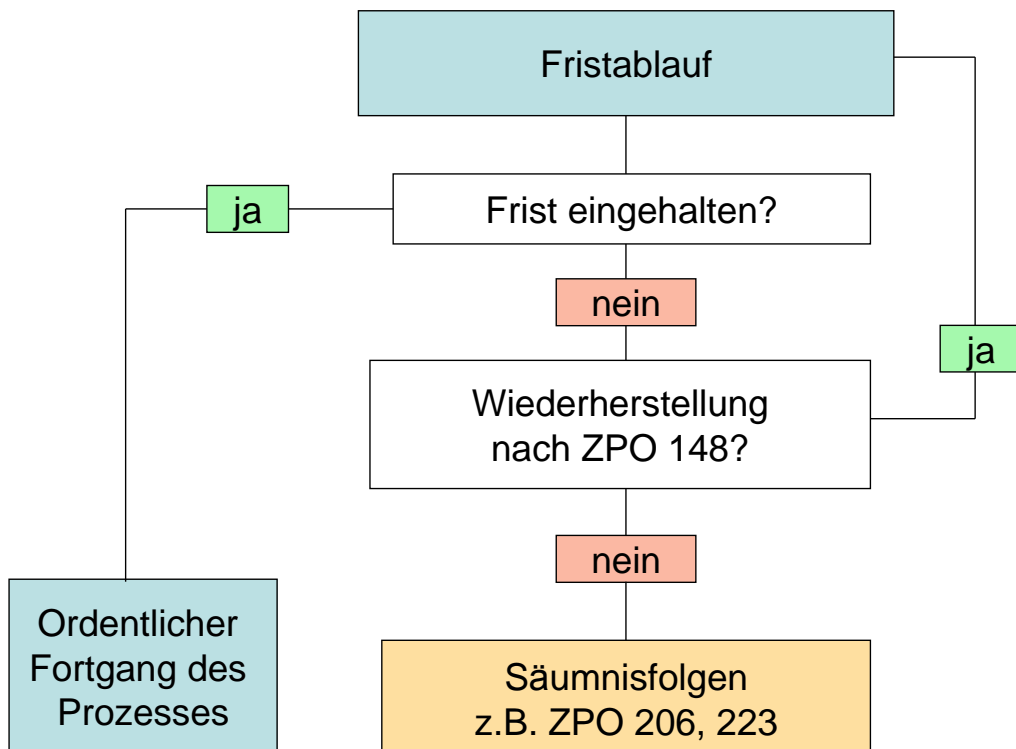 Fristablauf
ja
Frist eingehalten?
nein
ja
Wiederherstellung
nach ZPO 148?
nein
Ordentlicher
Fortgang des
Prozesses
Säumnisfolgen
z.B. ZPO 206, 223